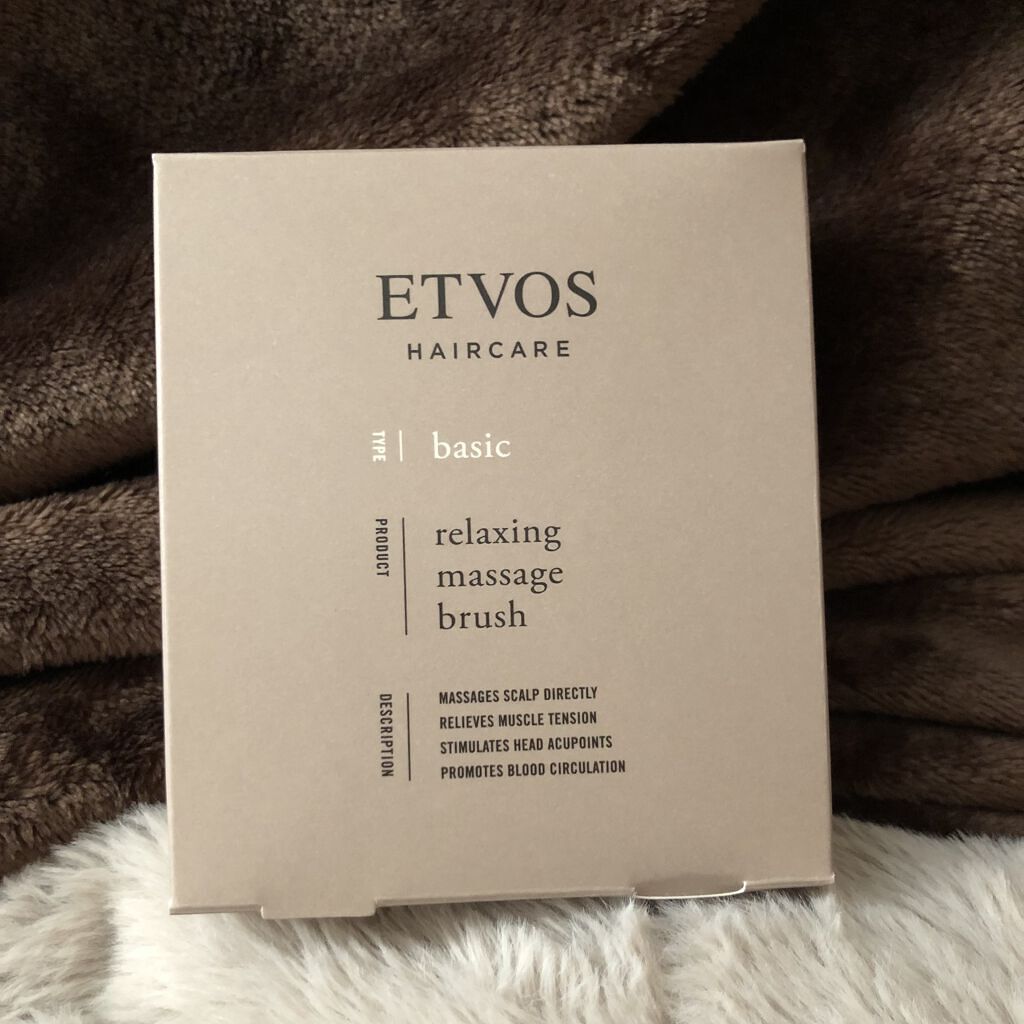 ETVOS
HAIRCARE
TYPE
basic
PRODUCT
relaxing
massage
brush
DESCRIPTION
MASSAGES SCALP DIRECTLY
RELIEVES MUSCLE TENSION
STIMULATES HEAD ACUPOINTS
PROMOTES BLOOD CIRCULATION